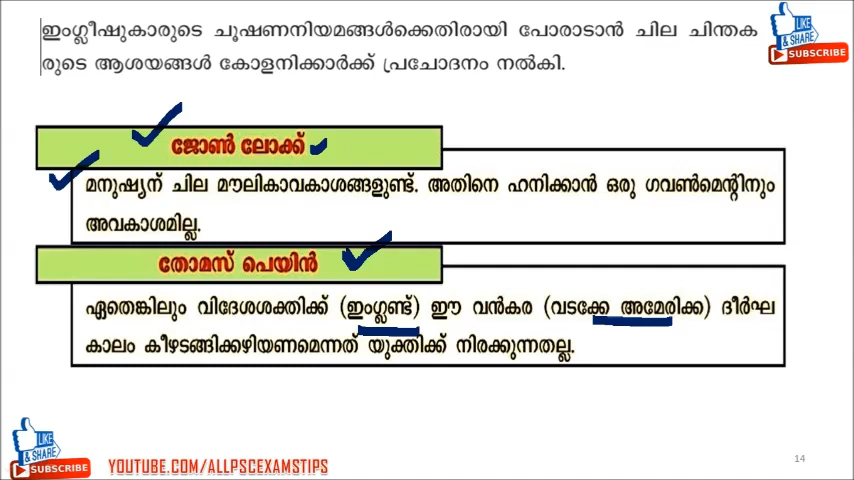 ഇംഗ്ലീഷുകാരുടെ ചൂഷണനിയമങ്ങൾക്കെതിരായി പോരാടാൻ ചില ചിന്തക
രുടെ ആശയങ്ങൾ കോളനിക്കാർക്ക് പ്രചോദനം നൽകി.
LIKE
& SHARE
SUBSCRIBE
ജോൺ ലോക്ക്
മനുഷ്യന് ചില മൗലികാവകാശങ്ങളുണ്ട്. അതിനെ ഹനിക്കാൻ ഒരു ഗവൺമെന്റിനും
അവകാശമില്ല.
തോമസ് പെയിൻ
ഏതെങ്കിലും വിദേശശക്തിക്ക് (ഇംഗ്ലണ്ട്) ഈ വൻകര (വടക്കേ അമേരിക്ക) ദീർഘ
കാലം കീഴടങ്ങിക്കഴിയണമെന്നത് യുക്തിക്ക് നിരക്കുന്നതല്ല.
LIKE
& SHARE
SUBSCRIBE
YOUTUBE.COM/ALLPSCEXAMSTIPS
14